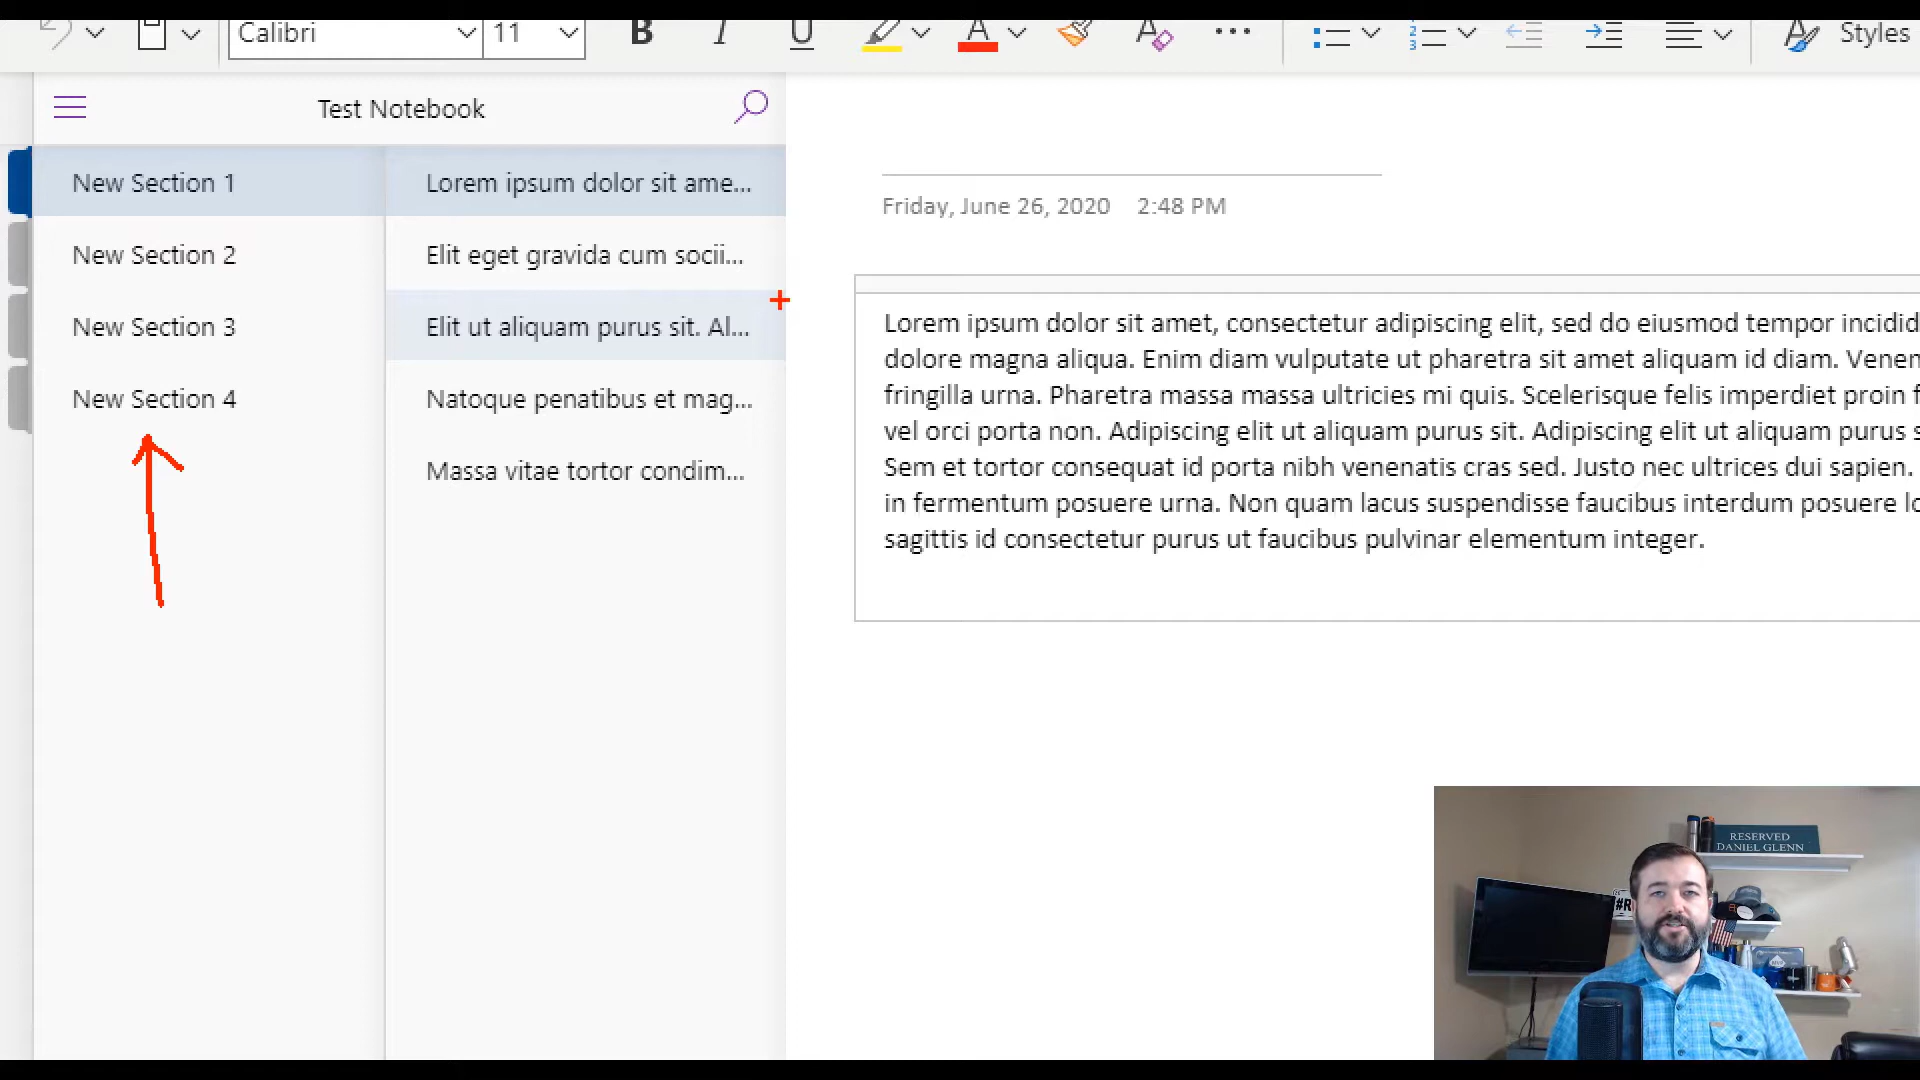 Calibri
11
B I U
A
A
Styles
Test Notebook
New Section 1
New Section 2
New Section 3
New Section 4
Lorem ipsum dolor sit ame...
Elit eget gravida cum sociis...
Elit ut aliquam purus sit. Al...
Natoque penatibus et mag...
Massa vitae tortor condim...
Friday, June 26, 2020 2:48 PM
Lorem ipsum dolor sit amet, consectetur adipiscing elit, sed do eiusmod tempor incidid
dolore magna aliqua. Enim diam vulputate ut pharetra sit amet aliquam id diam. Venen
fringilla urna. Pharetra massa massa ultricies mi quis. Scelerisque felis imperdiet proin f
vel orci porta non. Adipiscing elit ut aliquam purus sit. Adipiscing elit ut aliquam purus s
Sem et tortor consequat id porta nibh venenatis cras sed. Justo nec ultrices dui sapien.
in fermentum posuere urna. Non quam lacus suspendisse faucibus interdum posuere lo
sagittis id consectetur purus ut faucibus pulvinar elementum integer.
RESERVED
DANIEL GLENN
#R